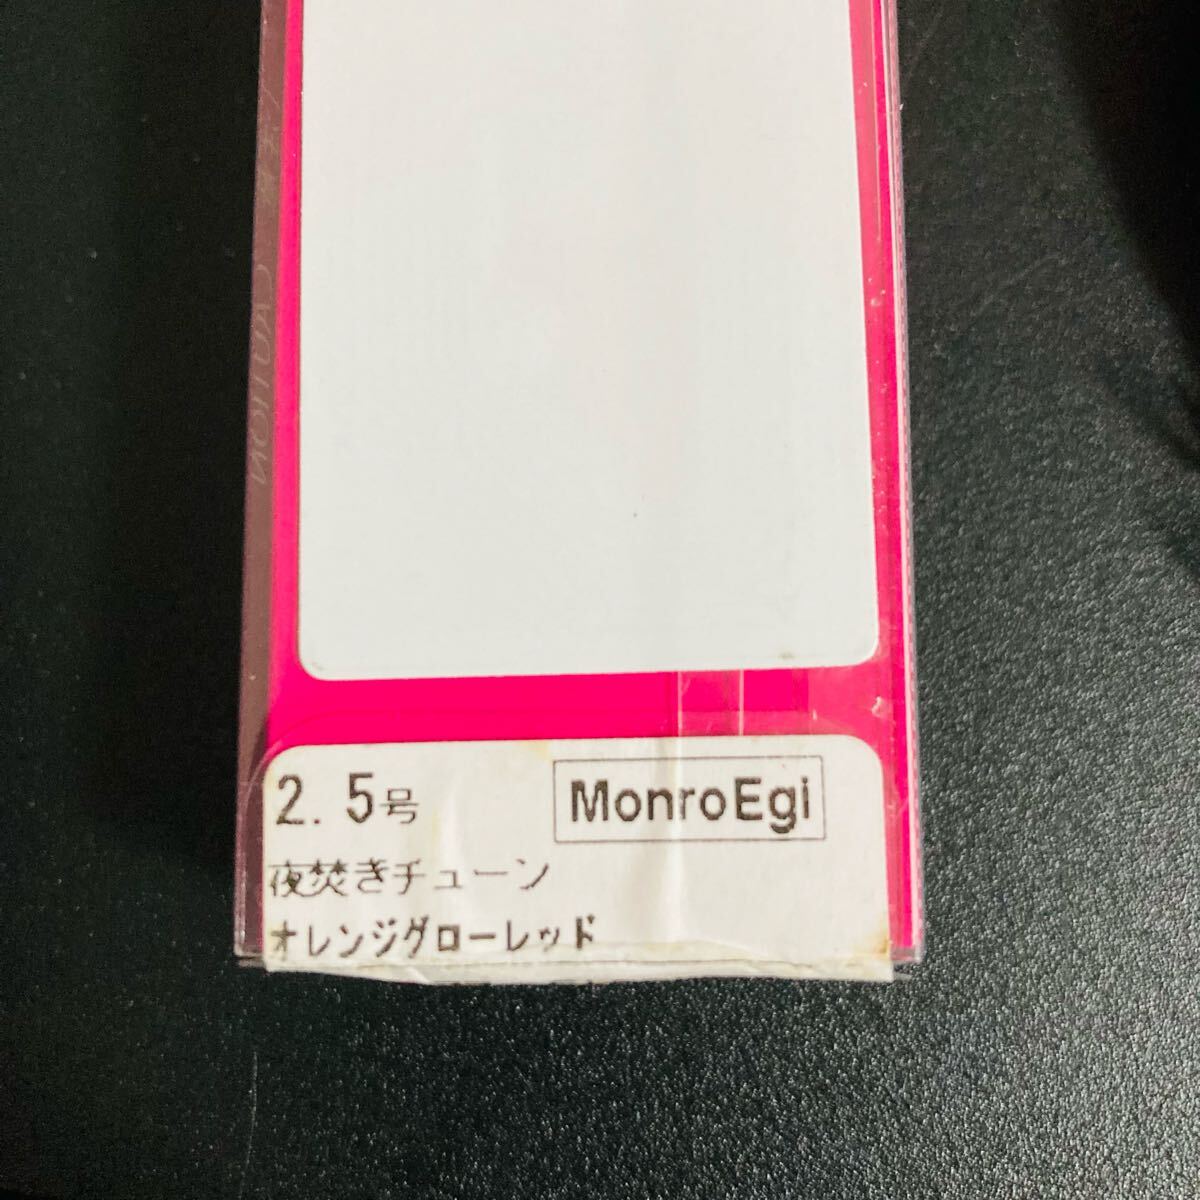 2.5号
MonroEgi
夜焚きチューン
オレンジグローレッド